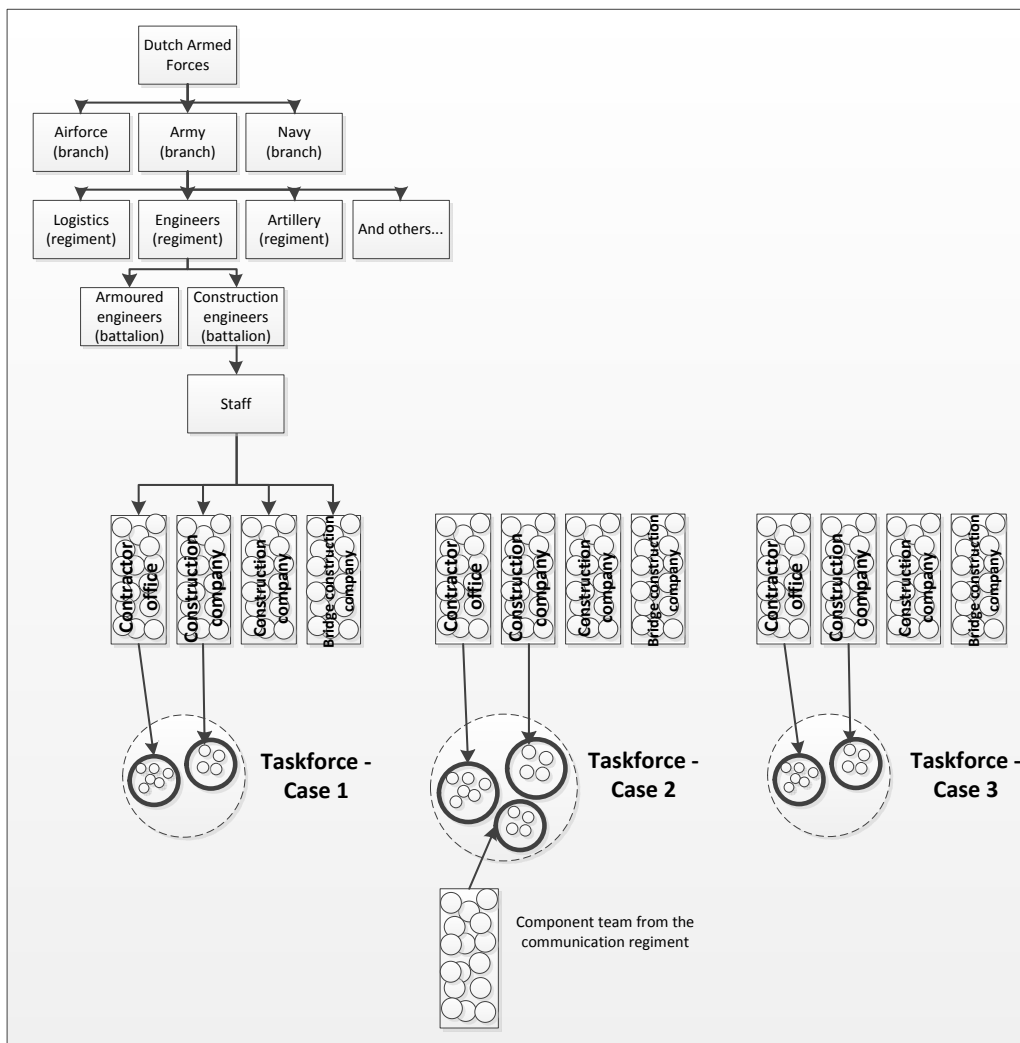 Dutch Armed
Forces
Airforce
(branch)
Army
(branch)
Navy
(branch)
Logistics
(regiment)
Engineers
(regiment)
Artillery
(regiment)
And others...
Armoured
engineers
(battalion)
Construction
engineers
(battalion)
Staff
Contractor
office
Construction
company
Construction
company
Bridge construction
company
Contractor
office
Construction
company
Construction
company
Bridge construction
company
Contractor
office
Construction
company
Construction
company
Bridge construction
company
Taskforce -
Case 1
Taskforce -
Case 2
Taskforce -
Case 3
Component team from the
communication regiment